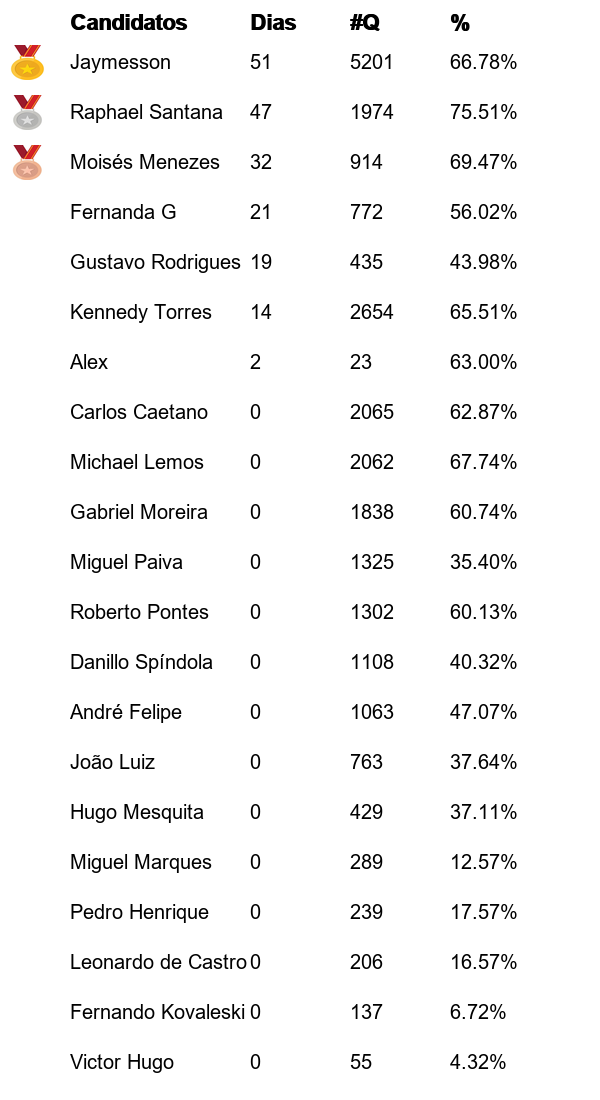 Candidatos Dias #Q %
Jaymesson 51 5201 66.78%
Raphael Santana 47 1974 75.51%
Moisés Menezes 32 914 69.47%
Fernanda G 21 772 56.02%
Gustavo Rodrigues 19 435 43.98%
Kennedy Torres 14 2654 65.51%
Alex 2 23 63.00%
Carlos Caetano 0 2065 62.87%
Michael Lemos 0 2062 67.74%
Gabriel Moreira 0 1838 60.74%
Miguel Paiva 0 1325 35.40%
Roberto Pontes 0 1302 60.13%
Danillo Spíndola 0 1108 40.32%
André Felipe 0 1063 47.07%
João Luiz 0 763 37.64%
Hugo Mesquita 0 429 37.11%
Miguel Marques 0 289 12.57%
Pedro Henrique 0 239 17.57%
Leonardo de Castro 0 206 16.57%
Fernando Kovaleski 0 137 6.72%
Victor Hugo 0 55 4.32%